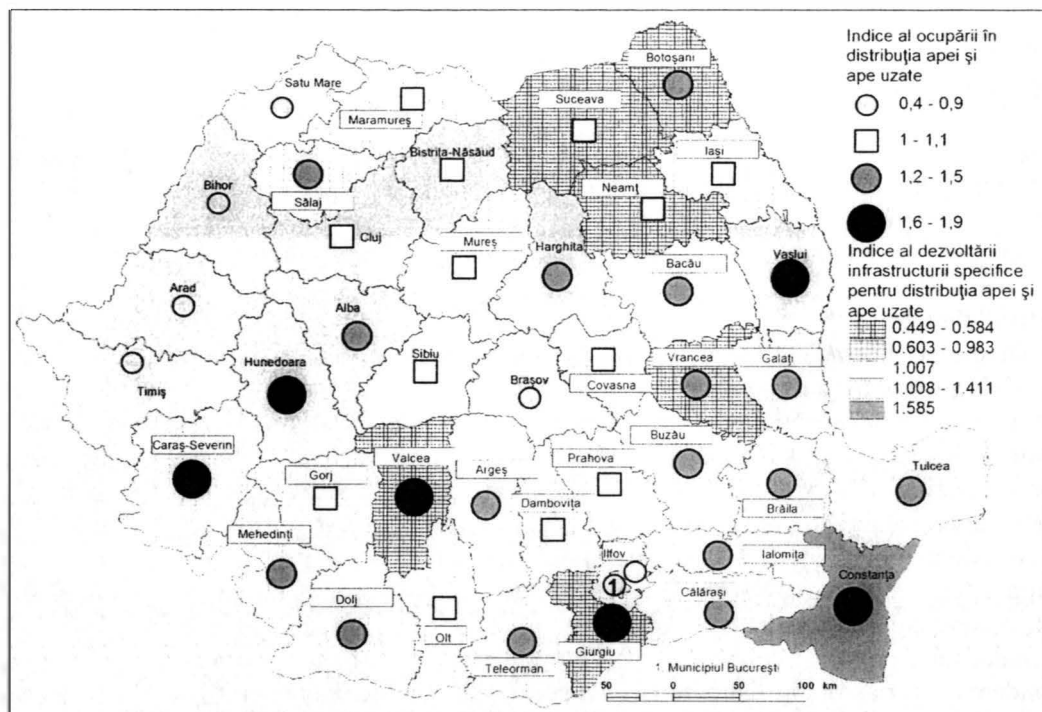 Satu Mare
Maramureş
Botoşani
Suceava
Bistriţa-Năsăud
Iaşi
Bihor
Sălaj
Neamţ
Cluj
Mureş
Harghita
Bacău
Vaslui
Arad
Alba
Timiş
Hunedoara
Sibiu
Braşov
Covasna
Vrancea
Galaţi
Caraş-Severin
Gorj
Valcea
Argeş
Prahova
Buzău
Tulcea
Damboviţa
Brăila
Mehedinţi
Ilfov
Ialomiţa
1
Constanţa
Dolj
Olt
Călăraşi
Teleorman
Giurgiu
Indice al ocupării în
distribuţia apei şi
ape uzate
0,4 - 0,9
1 - 1,1
1,2 - 1,5
1,6 - 1,9
Indice al dezvoltării
infrastructurii specifice
pentru distribuţia apei şi
ape uzate
0.449 - 0.584
0.603 - 0.983
1.007
1.008 - 1.411
1.585
1. Municipiul Bucureşti
50 0 50 100 km